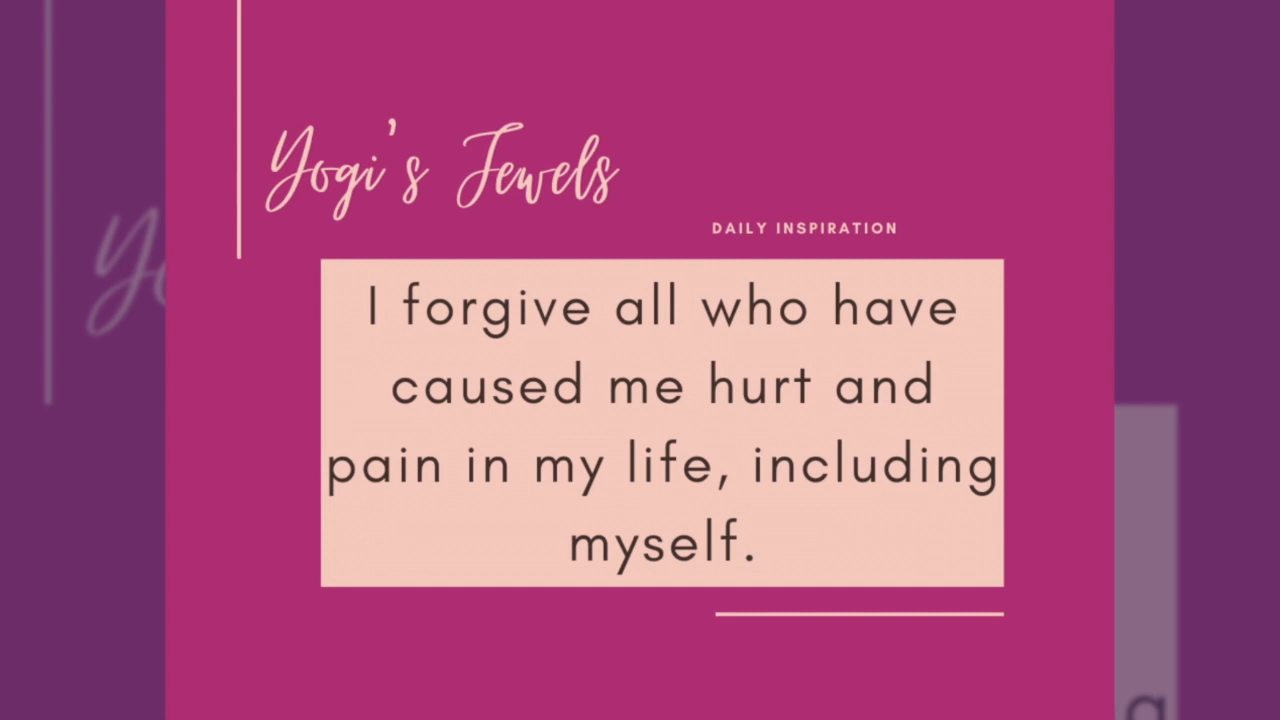 Yogi's Jewels
DAILY INSPIRATION
I forgive all who have
caused me hurt and
pain in my life, including
myself.